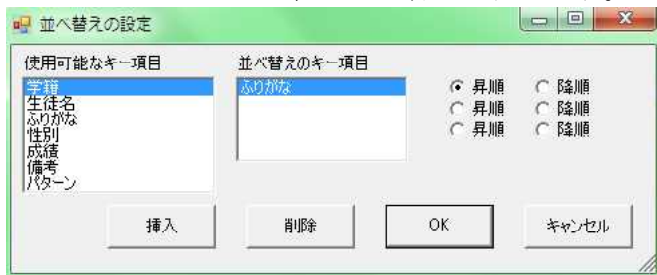 並べ替えの設定
使用可能なキー項目
並べ替えのキー項目
学籍
生徒名
ふりがな
性別
成績
備考
パターン
ふりがな
昇順 降順
昇順 降順
昇順 降順
挿入
削除
OK
キャンセル